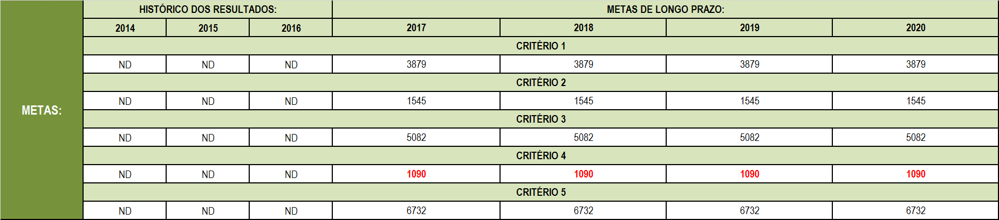 HISTÓRICO DOS RESULTADOS: METAS DE LONGO PRAZO:
2014 2015 2016 2017 2018 2019 2020
CRITÉRIO 1
ND ND ND 3879 3879 3879 3879
CRITÉRIO 2
ND ND ND 1545 1545 1545 1545
METAS:
CRITÉRIO 3
ND ND ND 5082 5082 5082 5082
CRITÉRIO 4
ND ND ND 1090 1090 1090 1090
CRITÉRIO 5
ND ND ND 6732 6732 6732 6732